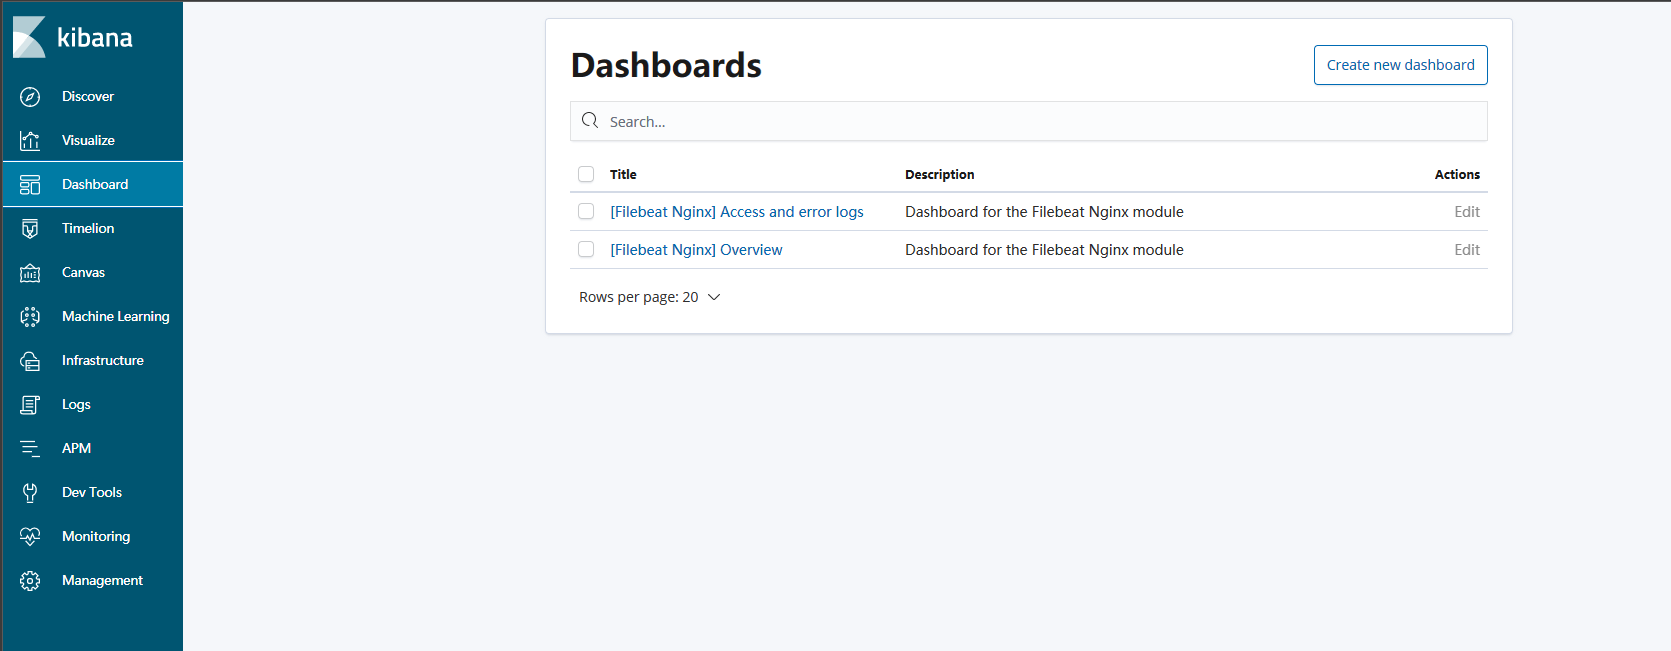 kibana
Discover
Visualize
Dashboard
Timelion
Canvas
Machine Learning
Infrastructure
Logs
APM
Dev Tools
Monitoring
Management
Dashboards
Create new dashboard
Search...
Title Description Actions
[Filebeat Nginx] Access and error logs Dashboard for the Filebeat Nginx module Edit
[Filebeat Nginx] Overview Dashboard for the Filebeat Nginx module Edit
Rows per page: 20